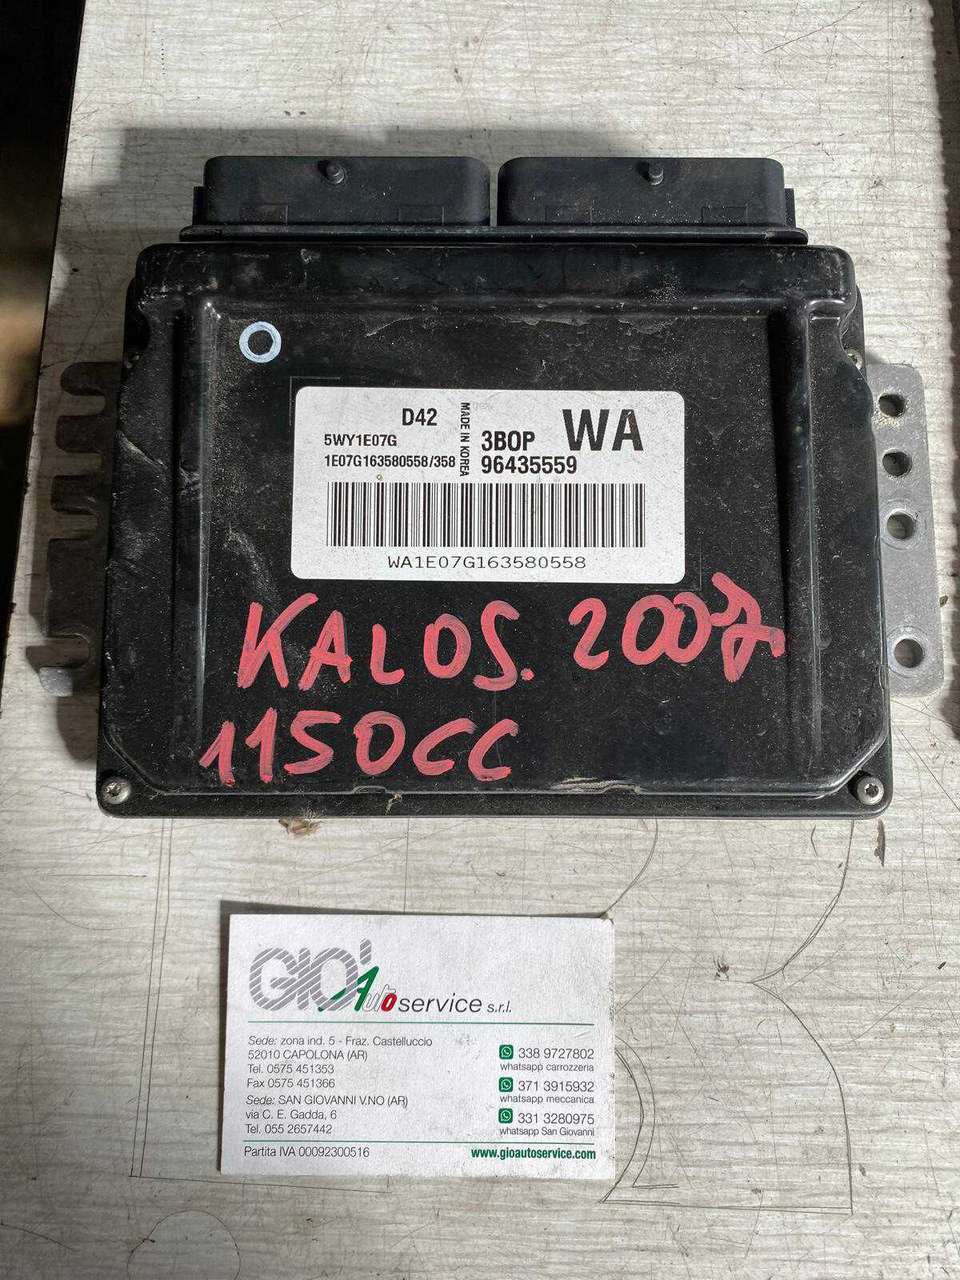 D42
5WY1E07G
1E07G163580558/358
MADE IN KOREA
3BOP WA
96435559
WA1E07G163580558
KALOS. 2007
1150CC
GIO' Auto service s.r.l.
Sede: zona ind. 5 - Fraz. Castelluccio
52010 CAPOLONA (AR)
Tel. 0575 451353
Fax 0575 451366
Sede: SAN GIOVANNI V.NO (AR)
via C. E. Gadda, 6
Tel. 055 2657442
338 9727802
whatsapp carrozzeria
371 3915932
whatsapp meccanica
331 3280975
whatsapp San Giovanni
Partita IVA 00092300516
www.gioautoservice.com